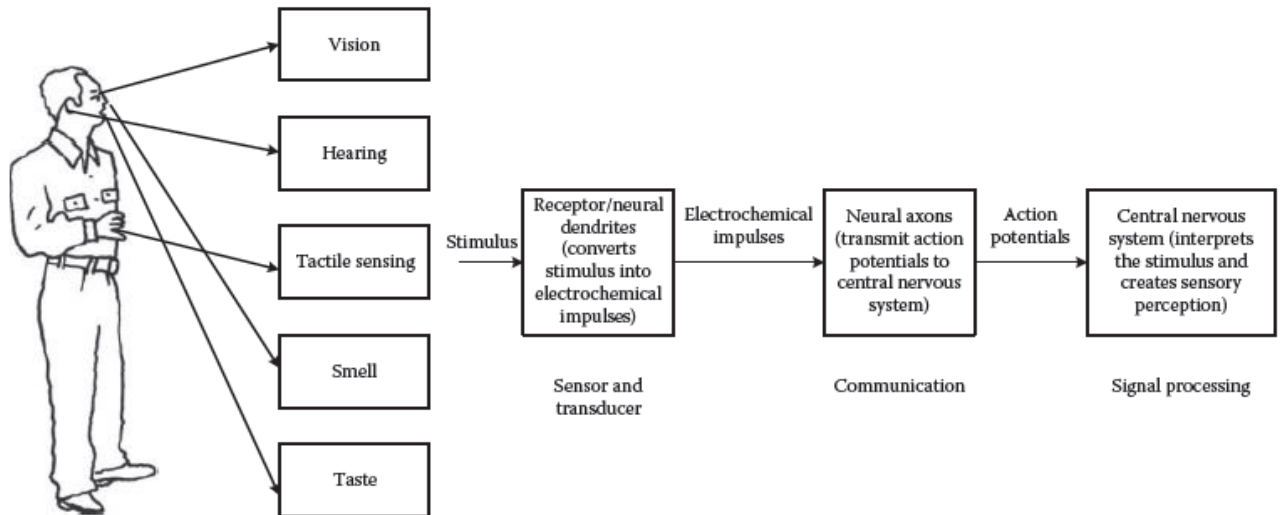 Vision
Hearing
Tactile sensing
Smell
Taste
Stimulus
Receptor/neural
dendrites
(converts
stimulus into
electrochemical
impulses)
Electrochemical
impulses
Neural axons
(transmit action
potentials to
central nervous
system)
Action
potentials
Central nervous
system (interprets
the stimulus and
creates sensory
perception)
Sensor and
transducer
Communication
Signal processing